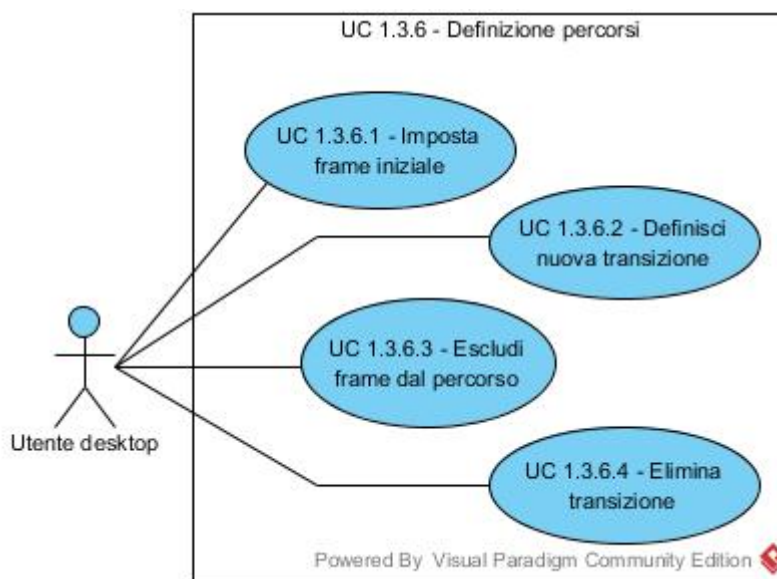 UC 1.3.6 - Definizione percorsi
UC 1.3.6.1 - Imposta
frame iniziale
UC 1.3.6.2 - Definisci
nuova transizione
UC 1.3.6.3 - Escludi
frame dal percorso
Utente desktop
UC 1.3.6.4 - Elimina
transizione
Powered By Visual Paradigm Community Edition